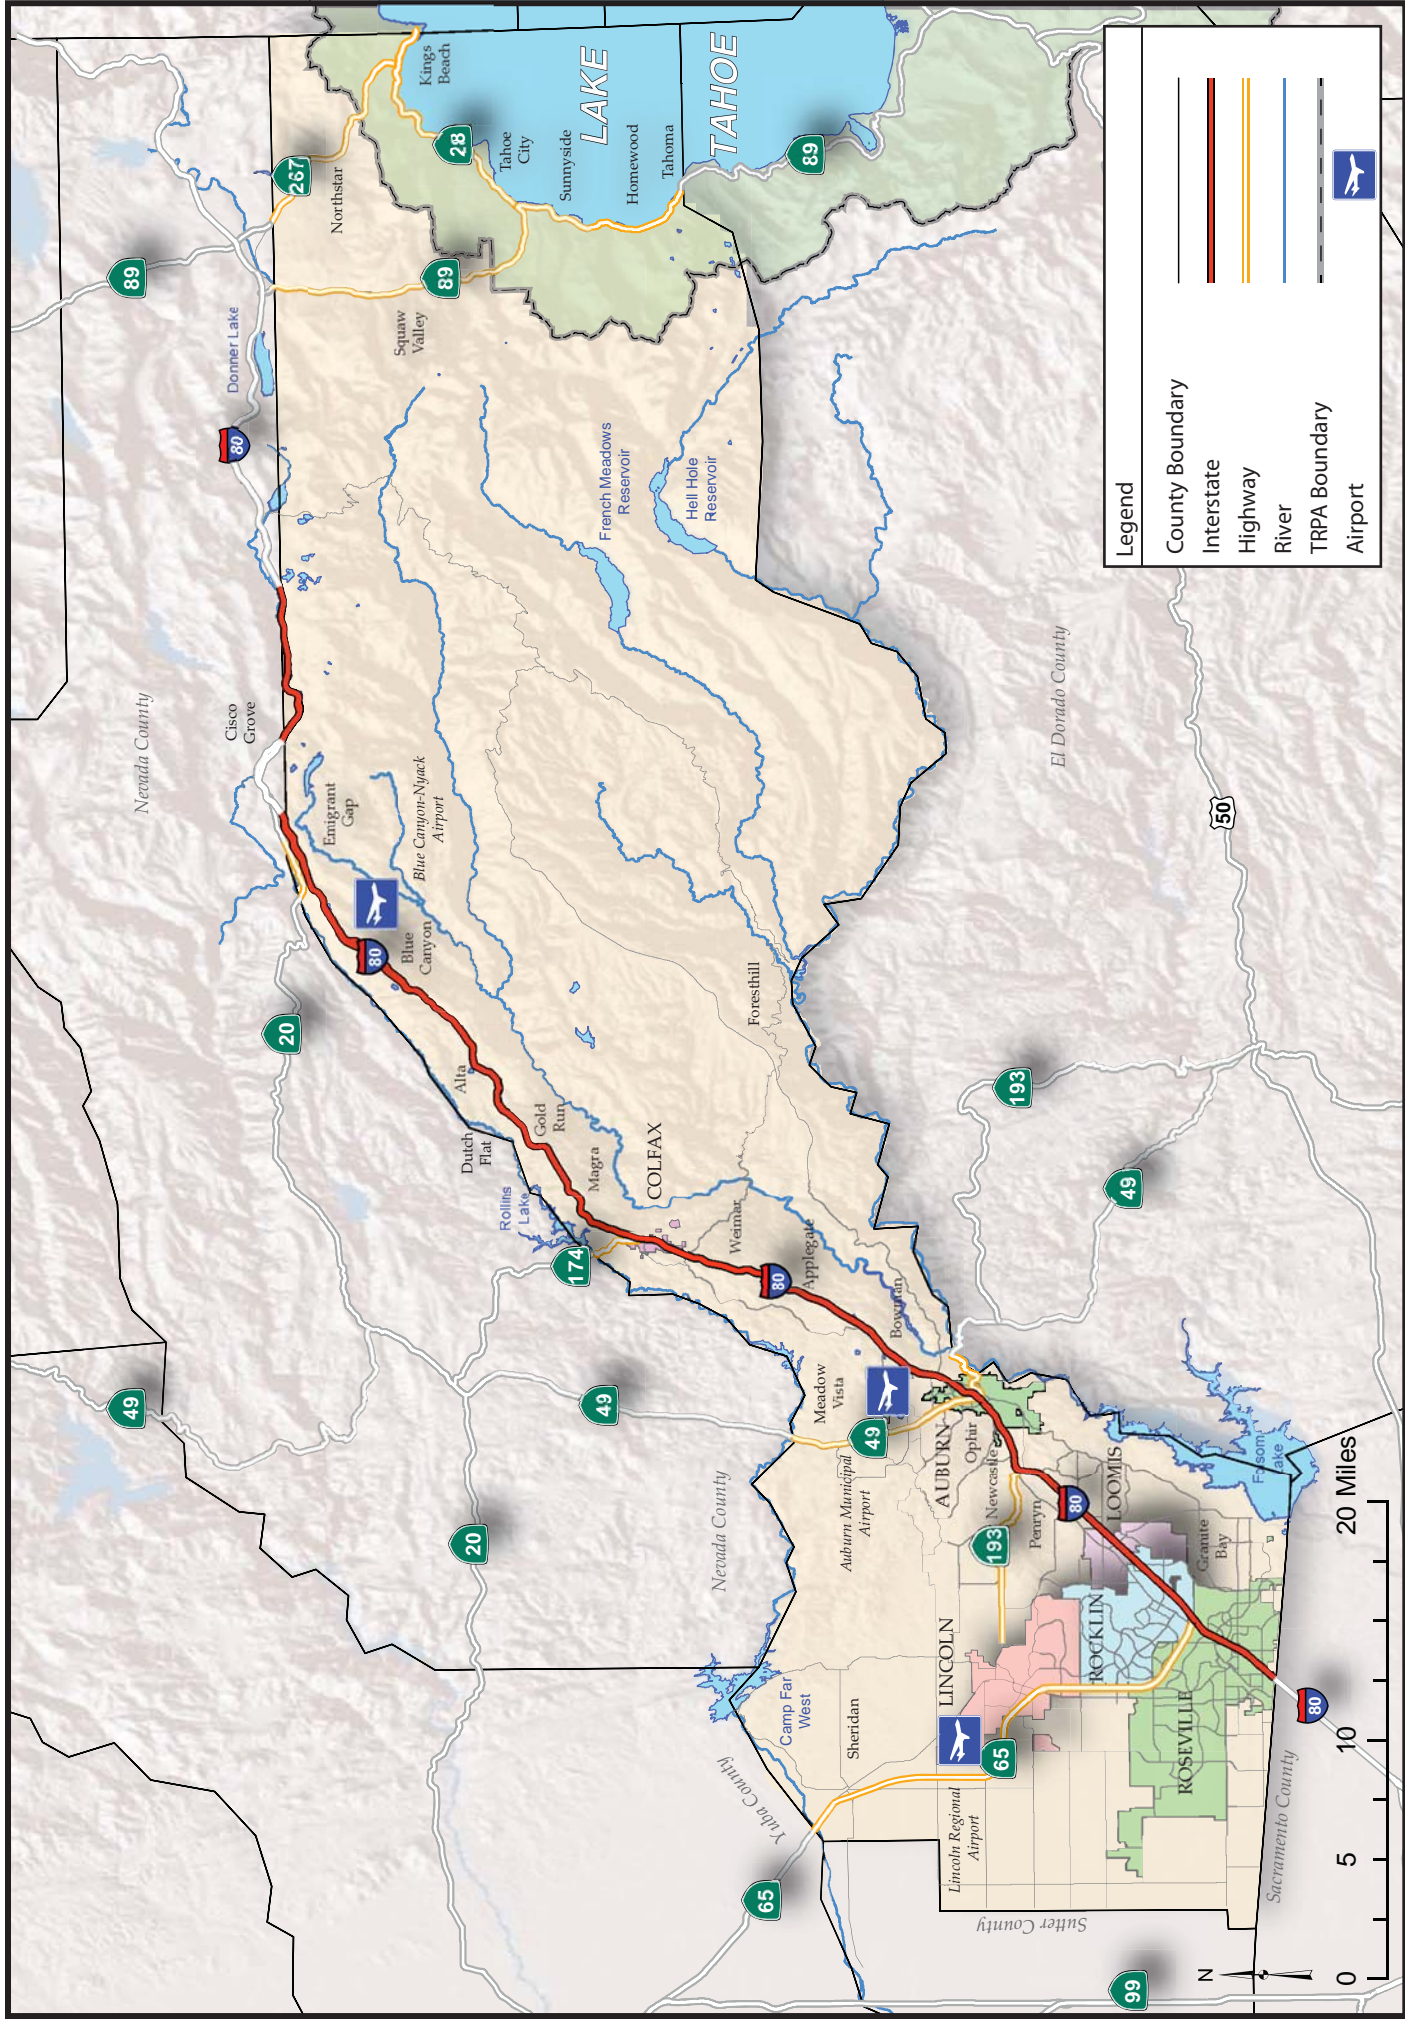 Kings
Beach
LAKE
TAHOE
28
267
Tahoe
City
Sunnyside
Homewood
Tahoma
89
Northstar
89
89
Squaw
Valley
Donner Lake
80
French Meadows
Reservoir
Hell Hole
Reservoir
Nevada County
Cisco
Grove
El Dorado County
Emigrant
Gap
Blue Canyon-Nyack
Airport
50
80
Blue
Canyon
20
Foresthill
Alta
Dutch
Flat
Gold
Run
Magra
COLFAX
Rollins
Lake
193
49
174
Weimar
80
Applegate
Bowman
49
49
Meadow
Vista
49
Auburn Municipal
Airport
AUBURN
Ophir
Newcastle
193
Penryn
80
LOOMIS
Granite
Bay
Folsom
Lake
20
Nevada County
Camp Far
West
Sheridan
LINCOLN
ROCKLIN
ROSEVILLE
65
Lincoln Regional
Airport
Yuba County
65
Sutter County
Sacramento County
80
99
N
0
5
10
20 Miles
Legend
County Boundary
Interstate
Highway
River
TRPA Boundary
Airport